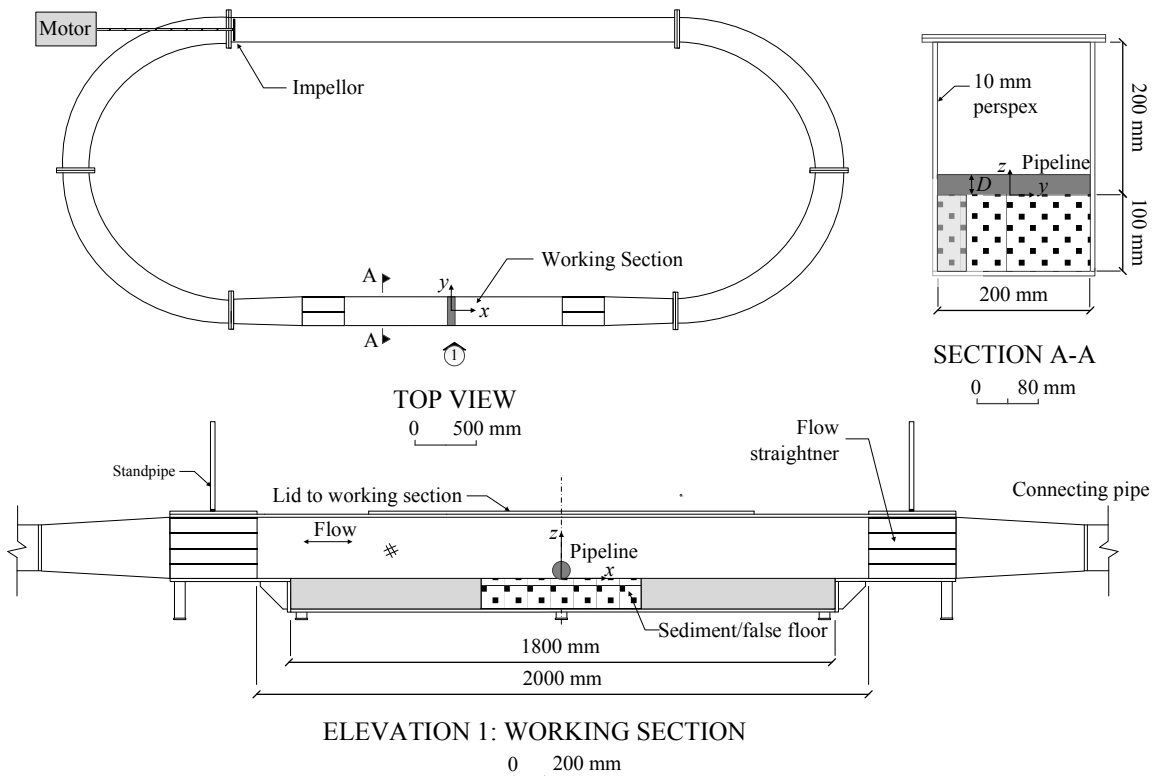 Motor
Impellor
Working Section
A
A
y
x
1
TOP VIEW
0 500 mm
10 mm
perspex
Pipeline
z
D
y
200 mm
100 mm
200 mm
SECTION A-A
0 80 mm
Standpipe
Lid to working section
Flow
straightner
Connecting pipe
Flow
z
Pipeline
x
Sediment/false floor
1800 mm
2000 mm
ELEVATION 1: WORKING SECTION
0 200 mm